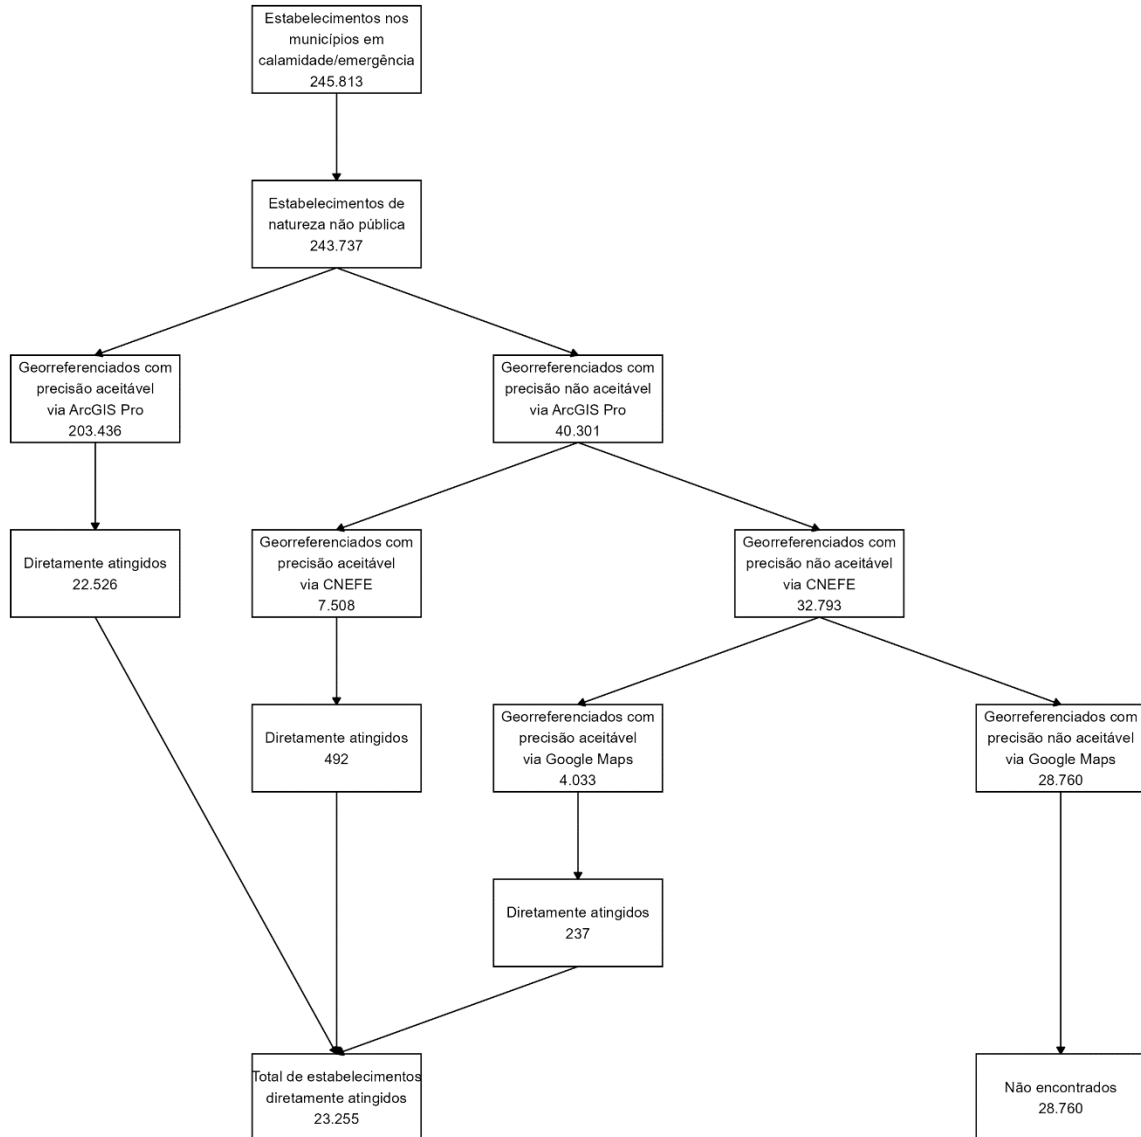 Estabelecimentos nos
municípios em
calamidade/emergência
245.813
Estabelecimentos de
natureza não pública
243.737
Georreferenciados com
precisão aceitável
via ArcGIS Pro
203.436
Georreferenciados com
precisão não aceitável
via ArcGIS Pro
40.301
Diretamente atingidos
22.526
Georreferenciados com
precisão aceitável
via CNEFE
7.508
Georreferenciados com
precisão não aceitável
via CNEFE
32.793
Diretamente atingidos
492
Georreferenciados com
precisão aceitável
via Google Maps
4.033
Georreferenciados com
precisão não aceitável
via Google Maps
28.760
Diretamente atingidos
237
Total de estabelecimentos
diretamente atingidos
23.255
Não encontrados
28.760